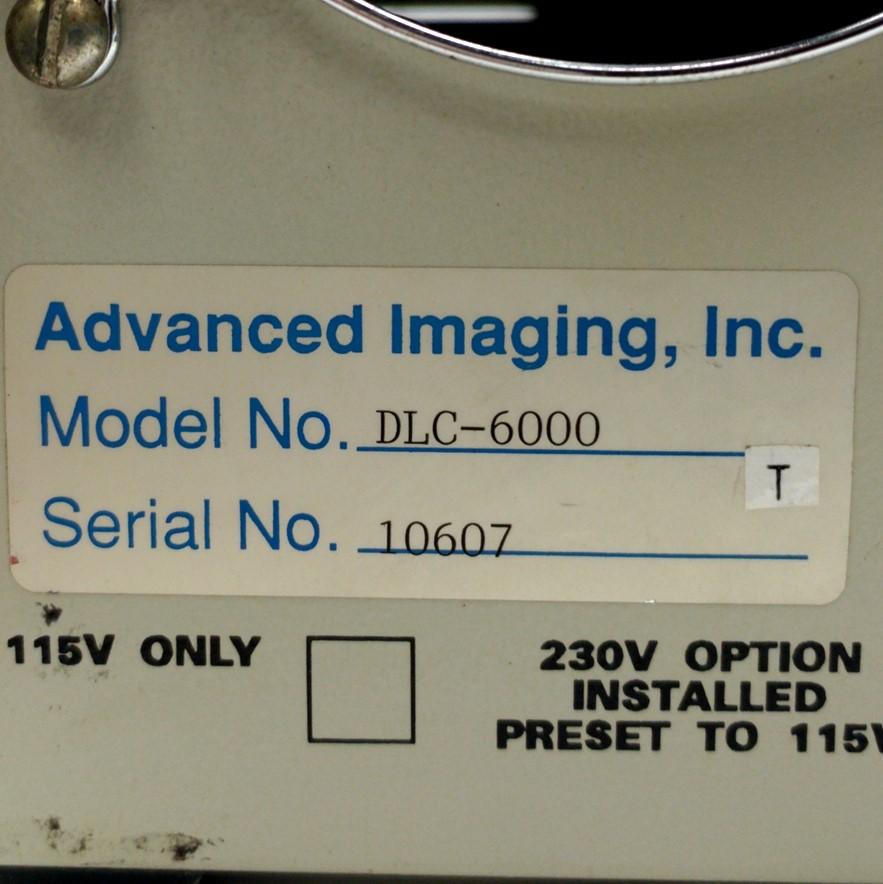 Advanced Imaging, Inc.
Model No. DLC-6000
T
Serial No. 10607
115V ONLY
230V OPTION
INSTALLED
PRESET TO 115V